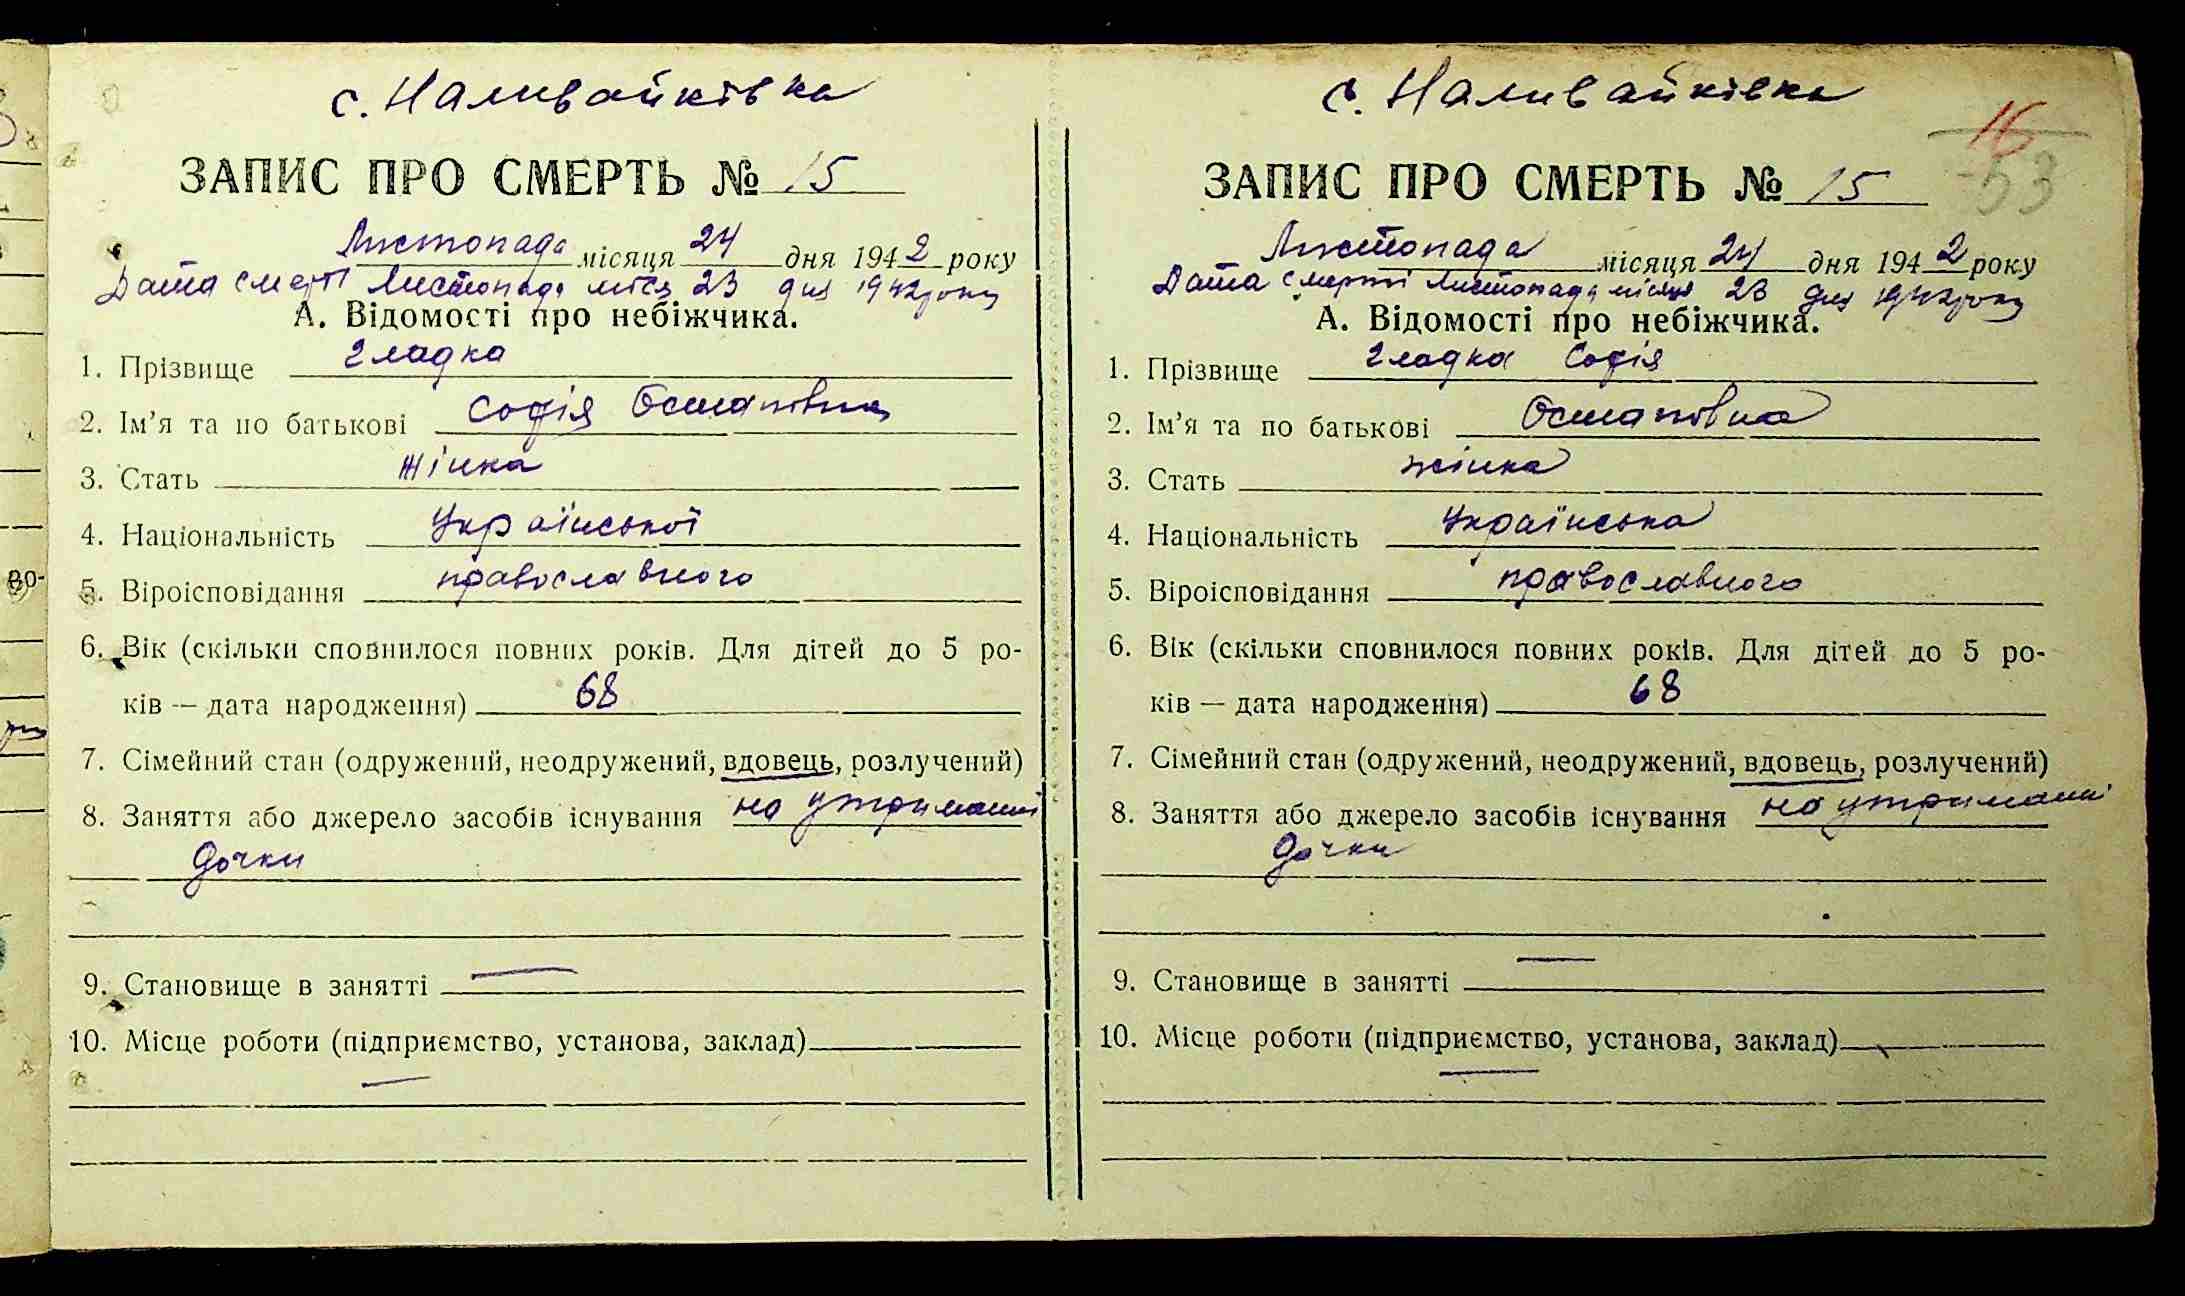 с. Наливайківка
ЗАПИС ПРО СМЕРТЬ № 15
Листопада місяця 24 дня 1942 року
Дата смерті Листопада міся 23 дня 1942 року
А. Відомості про небіжчика.
1. Прізвище Гладка
2. Ім'я та по батькові Софія Остаповна
3. Стать жінка
4. Національність Української
5. Віроісповідання православного
6. Вік (скільки сповнилося повних років. Для дітей до 5 ро-
ків — дата народження) 68
7. Сімейний стан (одружений, неодружений, вдовець, розлучений)
8. Заняття або джерело засобів існування на утриманні
дочки
9. Становище в занятті —
10. Місце роботи (підприємство, установа, заклад)
—
с. Наливайківка
16
53
ЗАПИС ПРО СМЕРТЬ № 15
Листопада місяця 24 дня 1942 року
Дата смерті Листопада місяця 23 дня 1942 року
А. Відомості про небіжчика.
1. Прізвище Гладка Софія
2. Ім'я та по батькові Остаповна
3. Стать жінка
4. Національність Українська
5. Віроісповідання православного
6. Вік (скільки сповнилося повних років. Для дітей до 5 ро-
ків — дата народження) 68
7. Сімейний стан (одружений, неодружений, вдовець, розлучений)
8. Заняття або джерело засобів існування на утриманні
дочки
9. Становище в занятті —
10. Місце роботи (підприємство, установа, заклад)
—